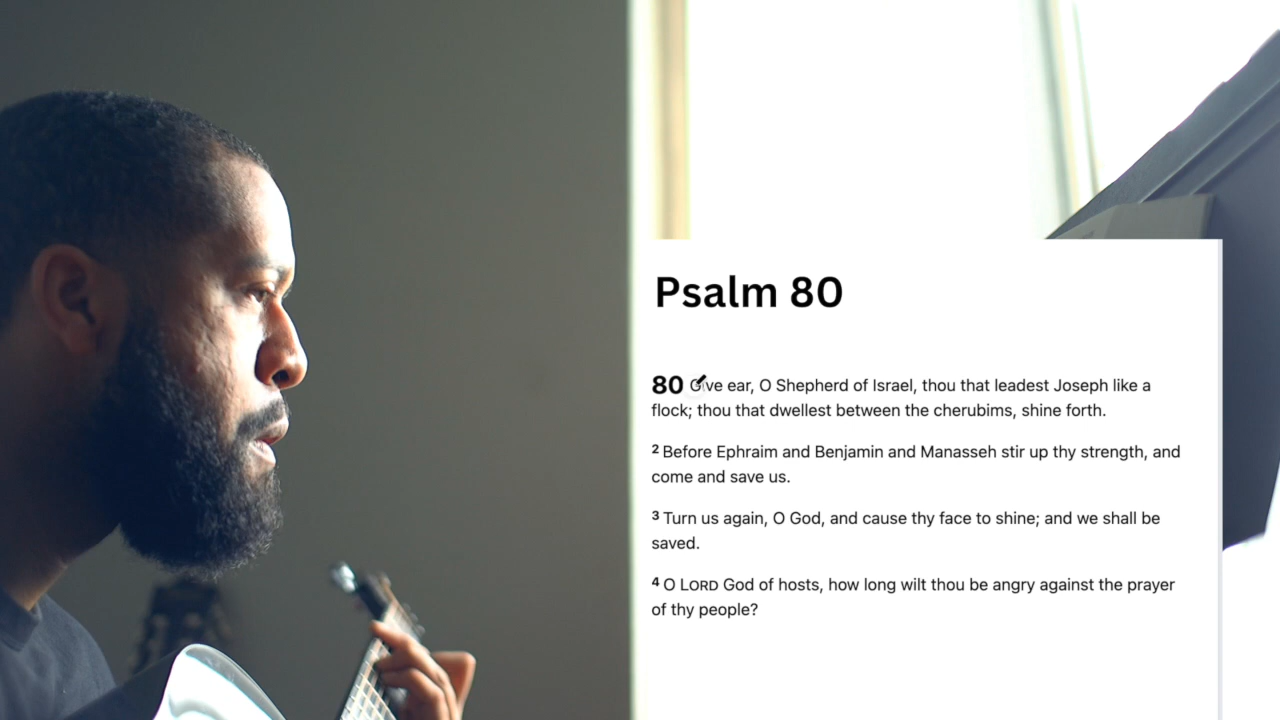 Psalm 80
80 Give ear, O Shepherd of Israel, thou that leadest Joseph like a
flock; thou that dwellest between the cherubims, shine forth.
2 Before Ephraim and Benjamin and Manasseh stir up thy strength, and
come and save us.
3 Turn us again, O God, and cause thy face to shine; and we shall be
saved.
4 O LORD God of hosts, how long wilt thou be angry against the prayer
of thy people?